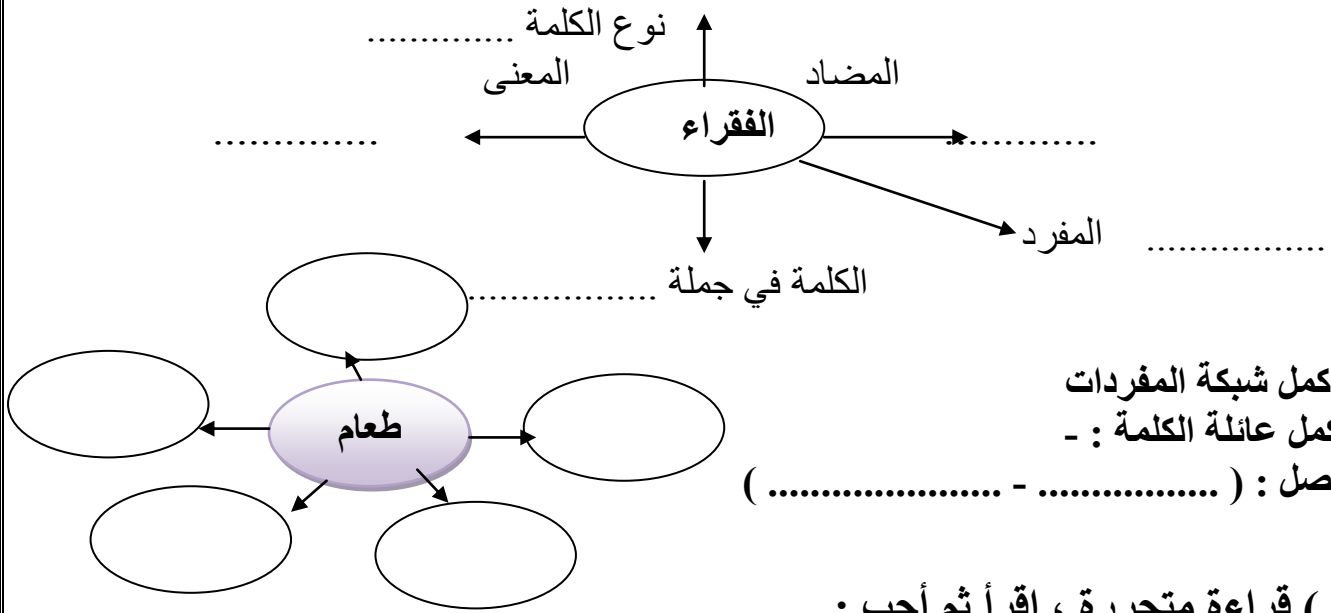 نوع الكلمة ..............
المضاد المعنى
الفقراء
............. ..............
المفرد .................
الكلمة في جملة ..................
كمل شبكة المفردات
طعام
كمل عائلة الكلمة : -
صل : ( ................. - ...................... )
) قراءة متحررة ، اقرأ ثم أجب :